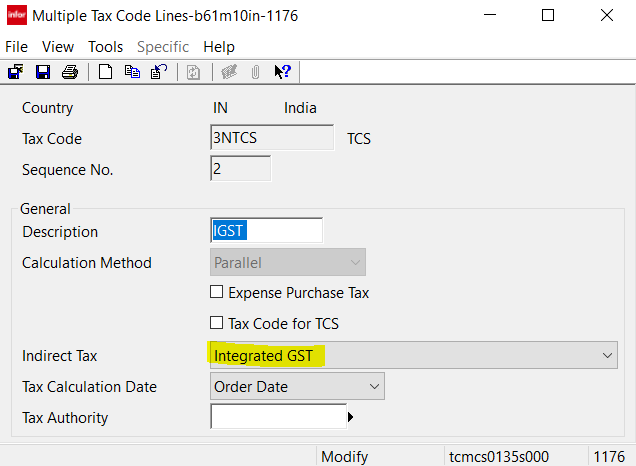 infor Multiple Tax Code Lines-b61m10in-1176
File View Tools Specific Help
Country IN India
Tax Code 3NTCS TCS
Sequence No. 2
General
Description IGST
Calculation Method Parallel
Expense Purchase Tax
Tax Code for TCS
Indirect Tax Integrated GST
Tax Calculation Date Order Date
Tax Authority
Modify tcmcs0135s000 1176